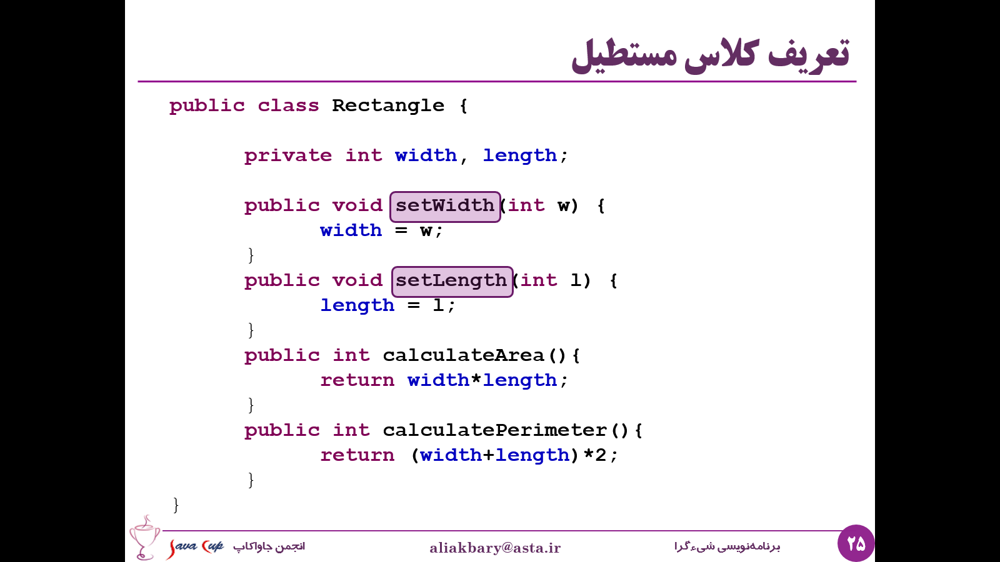 تعریف کلاس مستطیل
public class Rectangle {
private int width, length;
public void setWidth(int w) {
width = w;
}
public void setLength(int l) {
length = l;
}
public int calculateArea(){
return width*length;
}
public int calculatePerimeter(){
return (width+length)*2;
}
}
Java Cup انجمن جاواکاپ aliakbary@asta.ir برنامه‌نویسی شیءگرا ۲۵